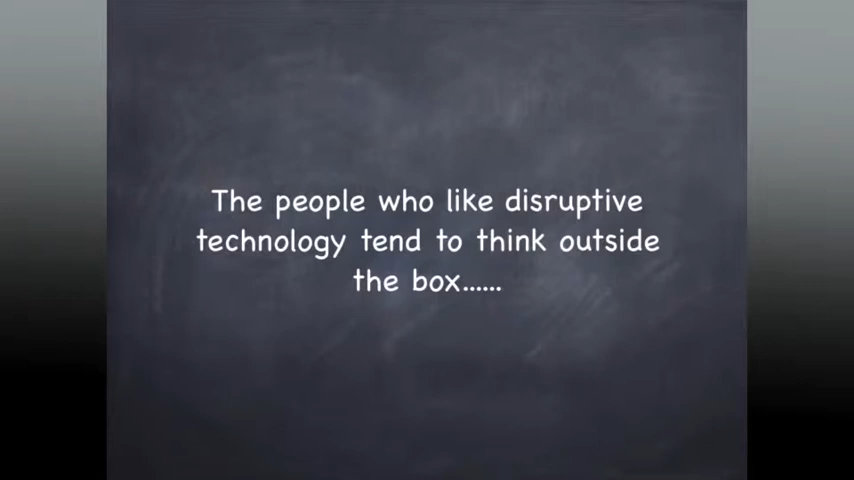 The people who like disruptive
technology tend to think outside
the box......